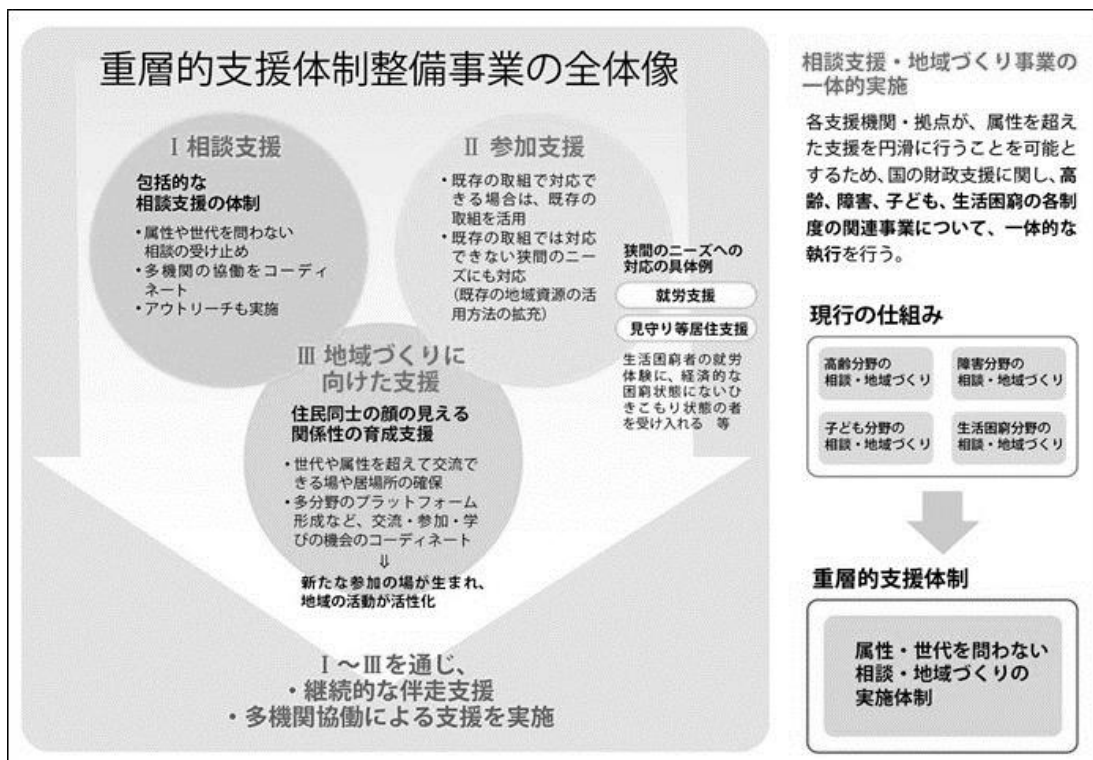 重層的支援体制整備事業の全体像
Ⅰ 相談支援
包括的な
相談支援の体制
・属性や世代を問わない
相談の受け止め
・多機関の協働をコーディ
ネート
・アウトリーチも実施
Ⅱ 参加支援
・既存の取組で対応で
きる場合は、既存の
取組を活用
・既存の取組では対応
できない狭間のニー
ズにも対応
(既存の地域資源の活
用方法の拡充)
狭間のニーズへの
対応の具体例
就労支援
見守り等居住支援
生活困窮者の就労
体験に、経済的な
困窮状態にないひ
きこもり状態の者
を受け入れる 等
Ⅲ 地域づくりに
向けた支援
住民同士の顔の見える
関係性の育成支援
・世代や属性を超えて交流で
きる場や居場所の確保
・多分野のプラットフォーム
形成など、交流・参加・学
びの機会のコーディネート
⇓
新たな参加の場が生まれ、
地域の活動が活性化
Ⅰ〜Ⅲを通じ、
・継続的な伴走支援
・多機関協働による支援を実施
相談支援・地域づくり事業の
一体的実施
各支援機関・拠点が、属性を超え
た支援を円滑に行うことを可能と
するため、国の財政支援に関し、高
齢、障害、子ども、生活困窮の各制
度の関連事業について、一体的な
執行を行う。
現行の仕組み
高齢分野の
相談・地域づくり
障害分野の
相談・地域づくり
子ども分野の
相談・地域づくり
生活困窮分野の
相談・地域づくり
重層的支援体制
属性・世代を問わない
相談・地域づくりの
実施体制